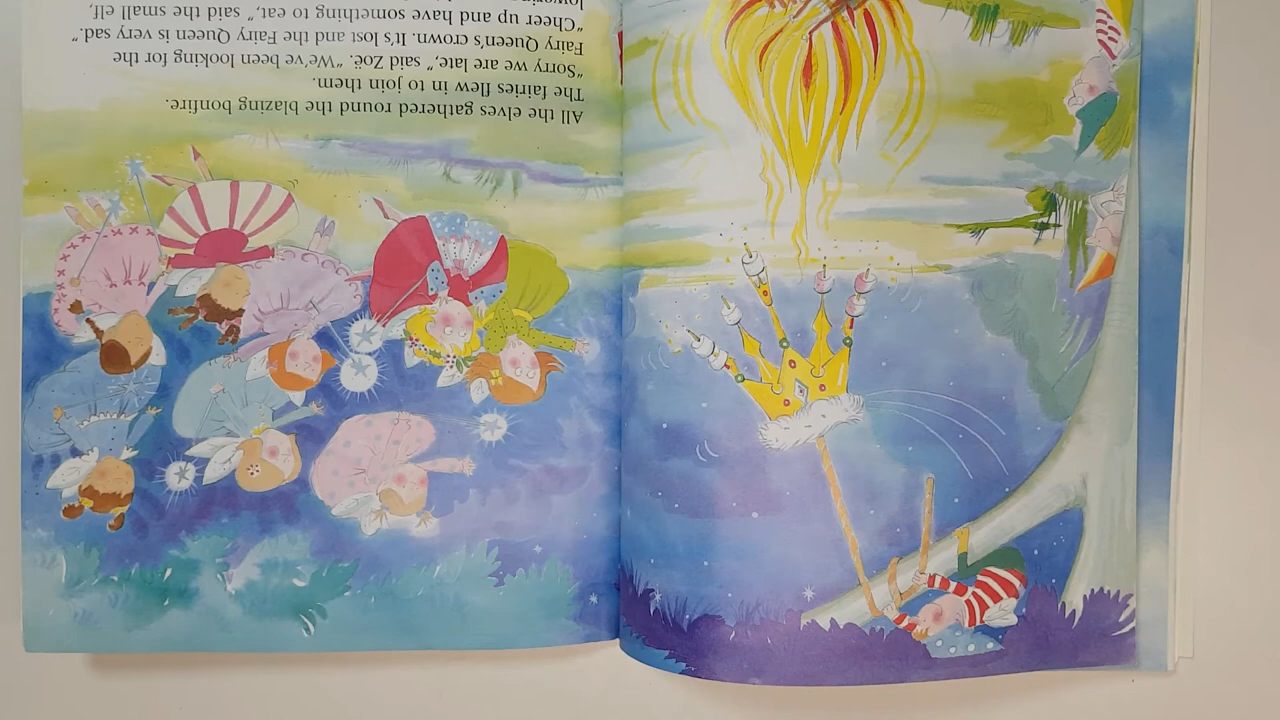 All the elves gathered round the blazing bonfire.
The fairies flew in to join them.
“Sorry we are late,” said Zoë. “We’ve been looking for the
Fairy Queen’s crown. It’s lost and the Fairy Queen is very sad.”
“Cheer up and have something to eat,” said the small elf,